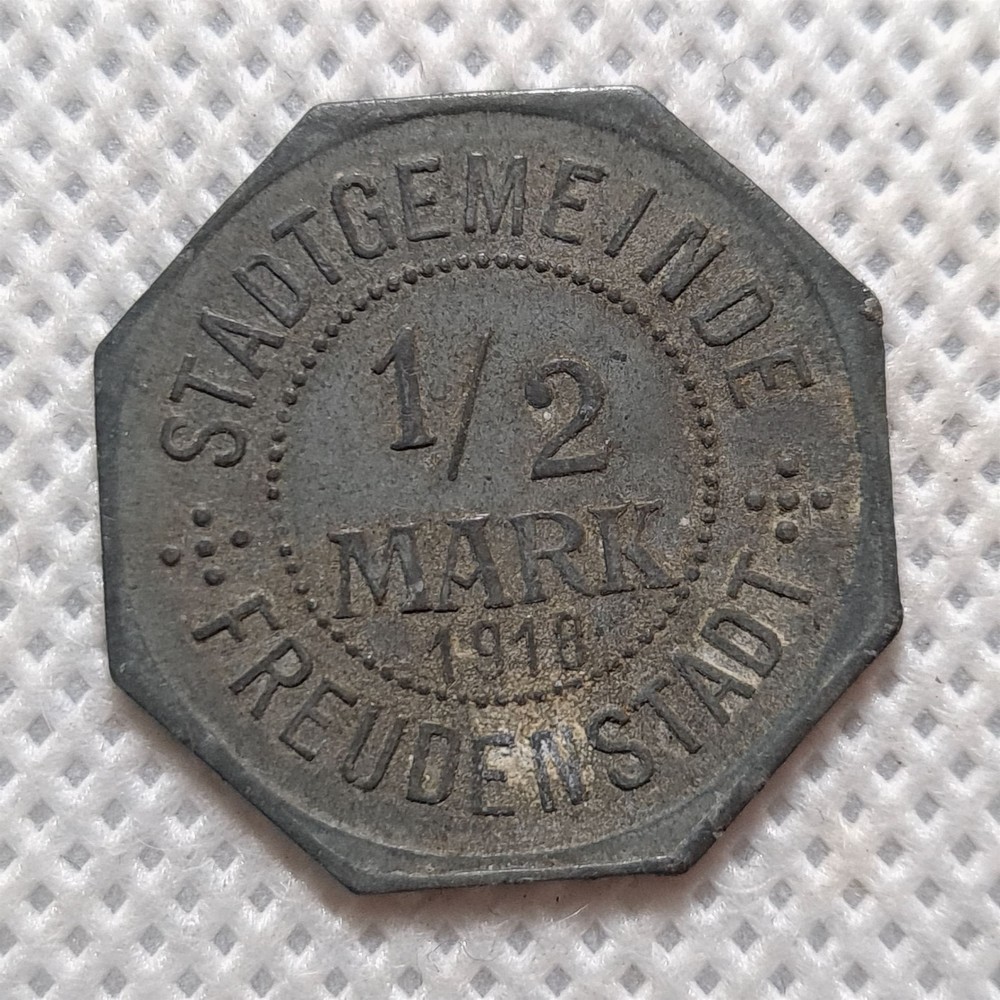 STADTGEMEINDE
1/2
MARK
1918
FREUDENSTADT